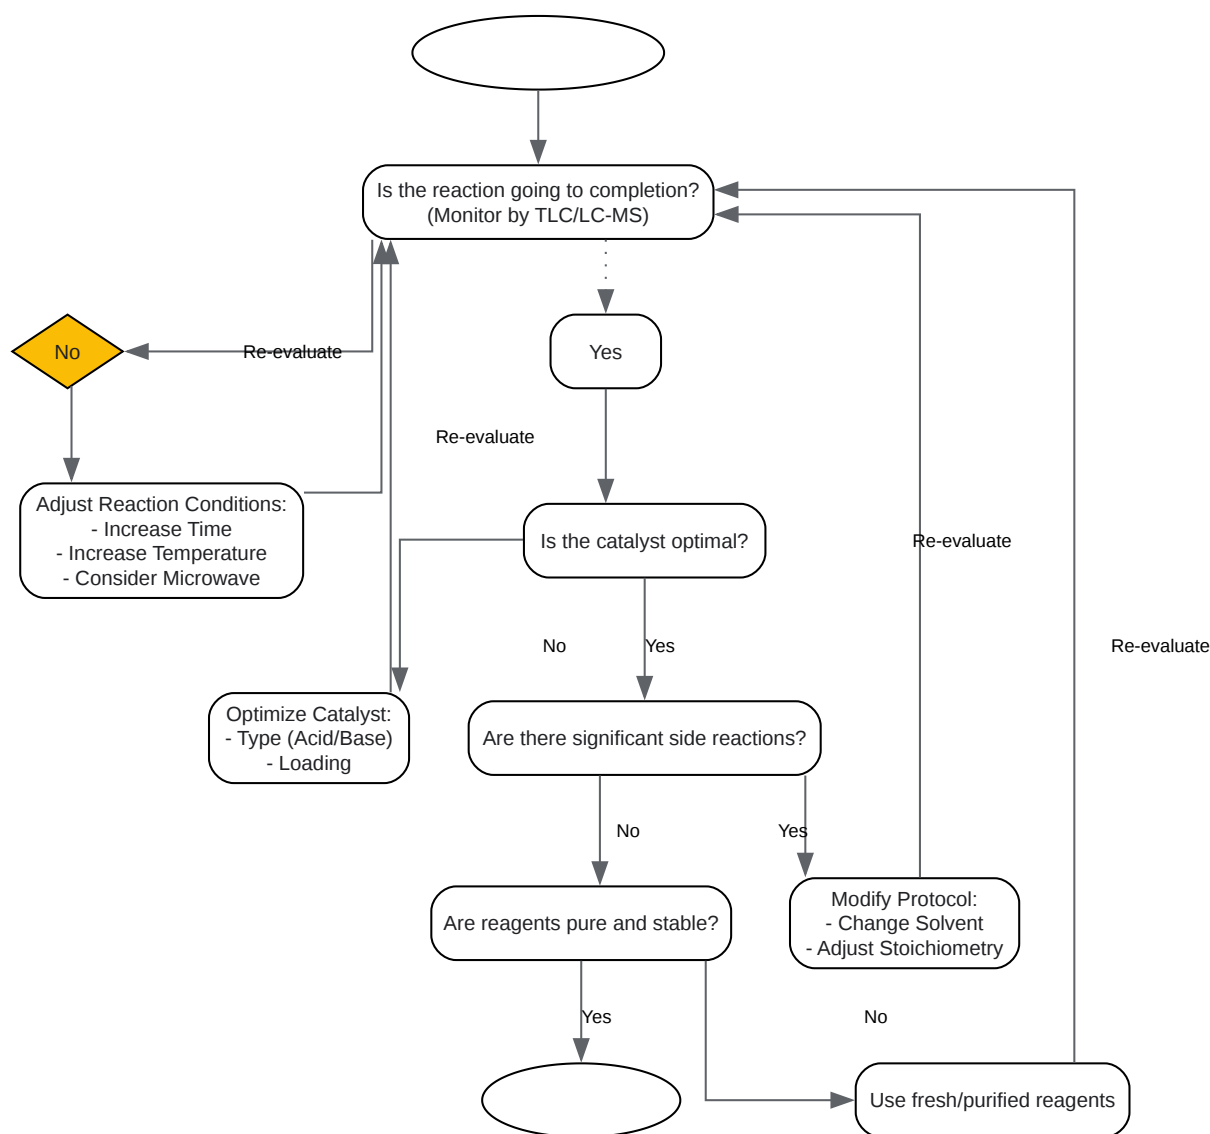 Is the reaction going to completion?
(Monitor by TLC/LC-MS)
No
Re-evaluate
Yes
Re-evaluate
Adjust Reaction Conditions:
- Increase Time
- Increase Temperature
- Consider Microwave
Is the catalyst optimal?
Re-evaluate
No
Yes
Re-evaluate
Optimize Catalyst:
- Type (Acid/Base)
- Loading
Are there significant side reactions?
No
Yes
Are reagents pure and stable?
Modify Protocol:
- Change Solvent
- Adjust Stoichiometry
Yes
No
Use fresh/purified reagents